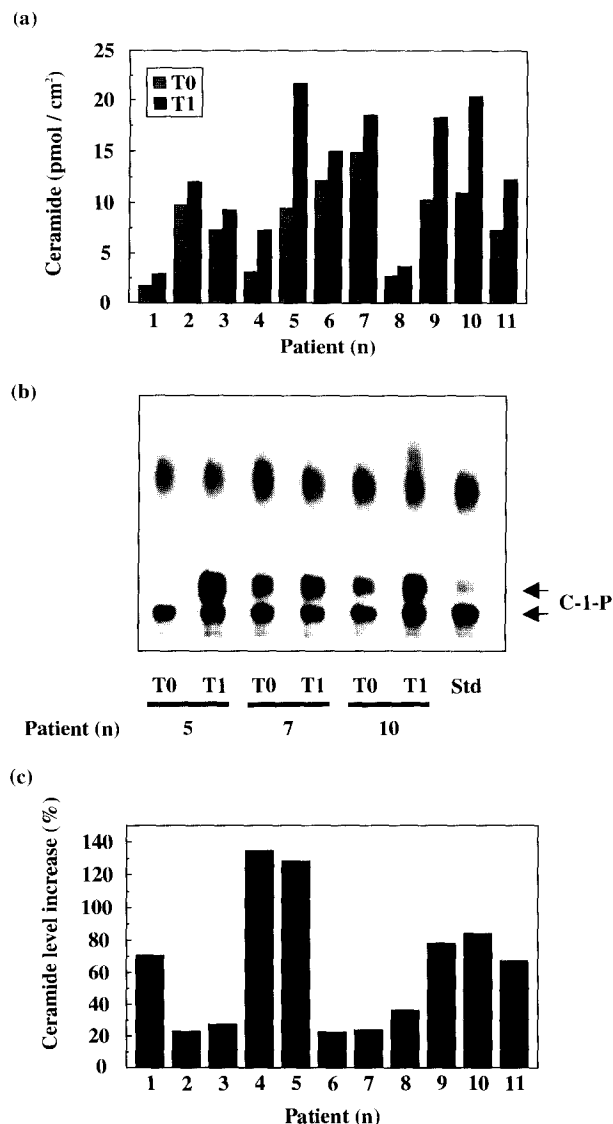 (a)
Ceramide (pmol / cm²)
25
20
15
10
5
0
T0
T1
1 2 3 4 5 6 7 8 9 10 11
Patient (n)
(b)
C-1-P
T0 T1 T0 T1 T0 T1 Std
Patient (n) 5 7 10
(c)
Ceramide level increase (%)
140
120
100
80
60
40
20
0
1 2 3 4 5 6 7 8 9 10 11
Patient (n)